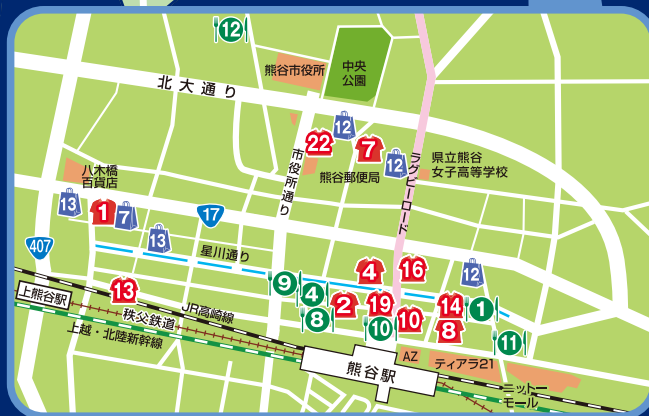 12
熊谷市役所
中央
公園
北大通り
12
22
7
12
市役所通り
熊谷郵便局
ラグビーロード
県立熊谷
女子高等学校
八木橋
百貨店
13
1
7
17
13
407
星川通り
4
16
12
9
4
2
19
14
1
13
8
10
10
8
11
上熊谷駅
秩父鉄道
JR高崎線
上越・北陸新幹線
熊谷駅
AZ
ティアラ21
ニットー
モール